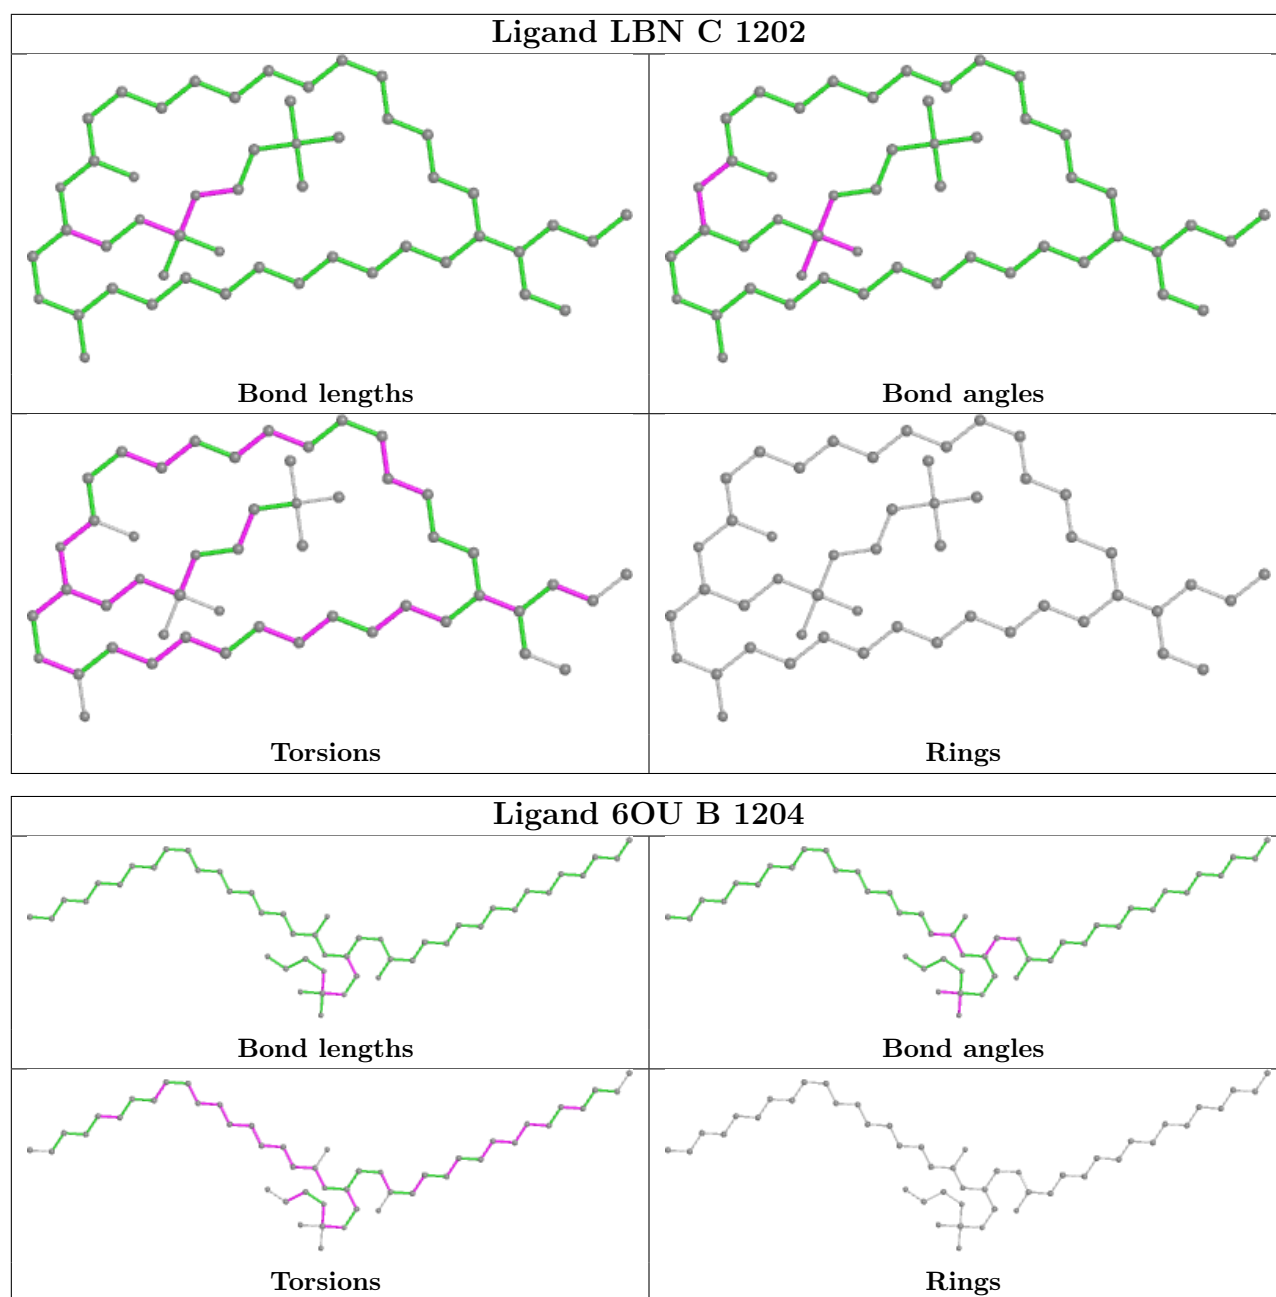 Ligand LBN C 1202
Bond lengths
Bond angles
Torsions
Rings
Ligand 6OU B 1204
Bond lengths
Bond angles
Torsions
Rings